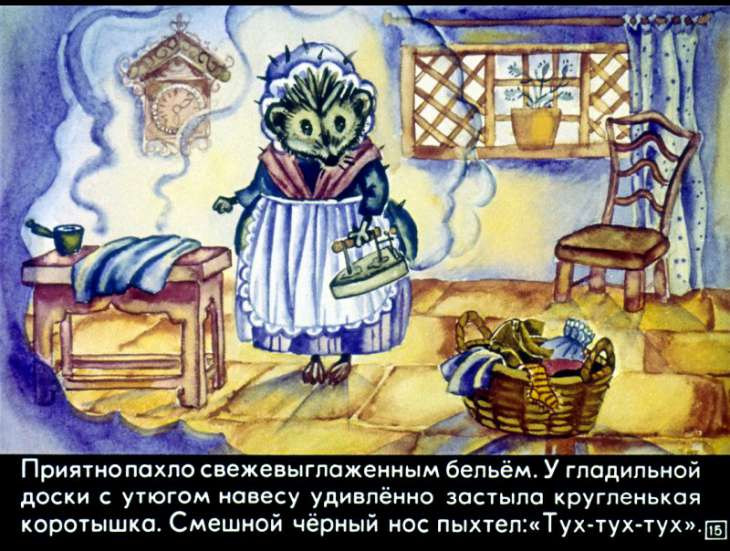 Приятно пахло свежевыглаженным бельём. У гладильной
доски с утюгом навесу удивлённо застыла кругленькая
коротышка. Смешной чёрный нос пыхтел:«Тух-тух-тух».
15